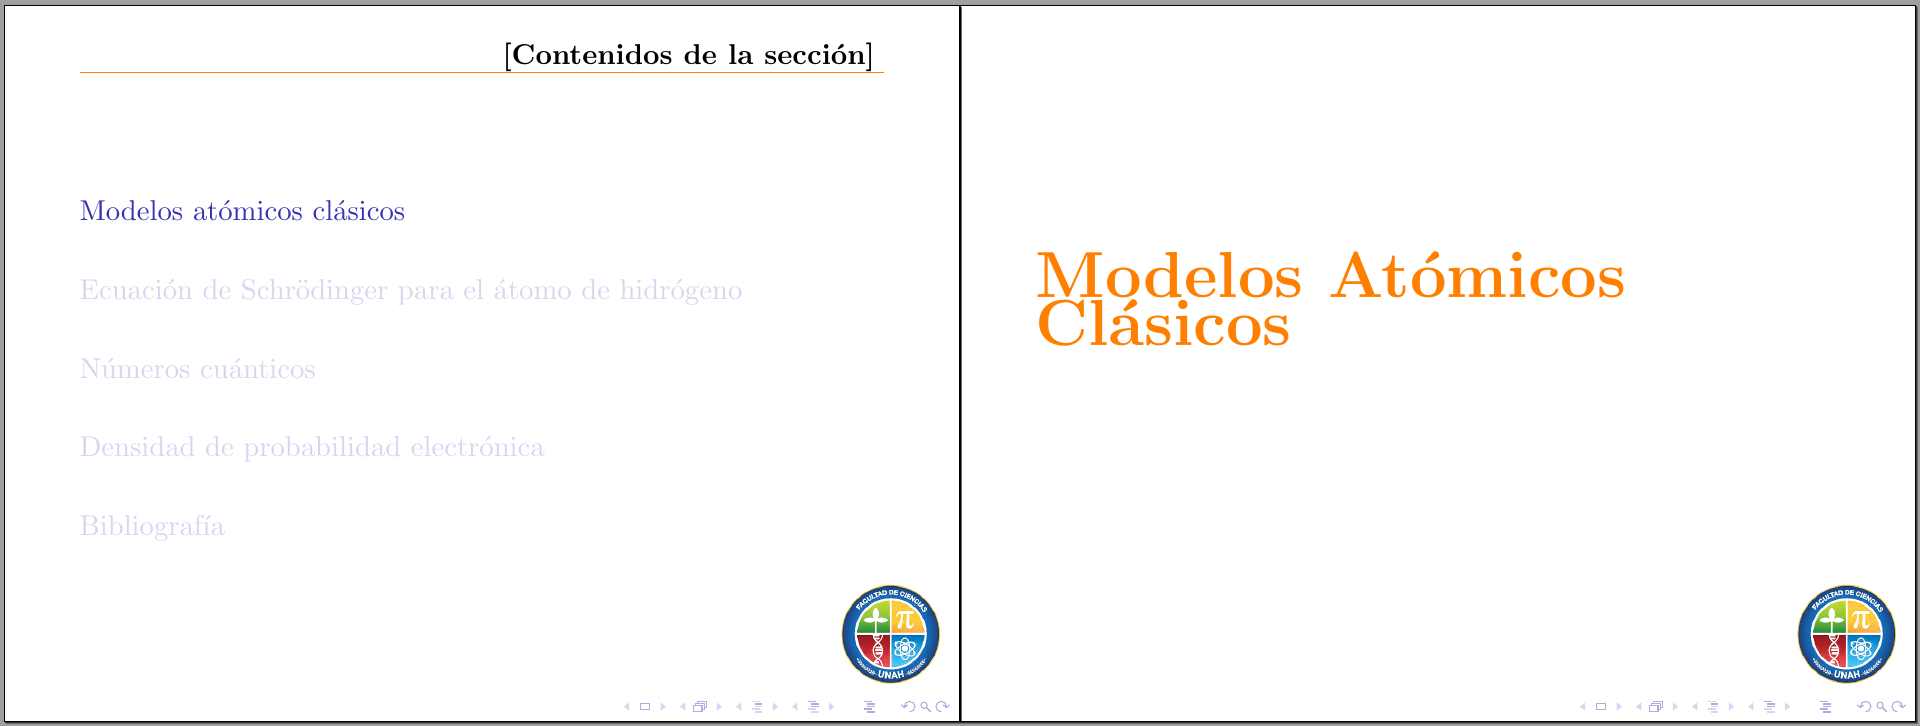 [Contenidos de la sección]
Modelos atómicos clásicos
Ecuación de Schrödinger para el átomo de hidrógeno
Números cuánticos
Densidad de probabilidad electrónica
Bibliografía
FACULTAD DE CIENCIAS
π
UNAH
Modelos Atómicos
Clásicos
FACULTAD DE CIENCIAS
π
UNAH